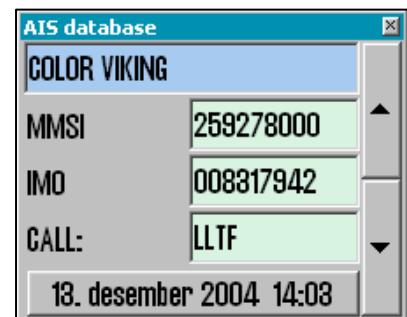 AIS database
COLOR VIKING
MMSI 259278000
IMO 008317942
CALL: LLTF
13. desember 2004 14:03